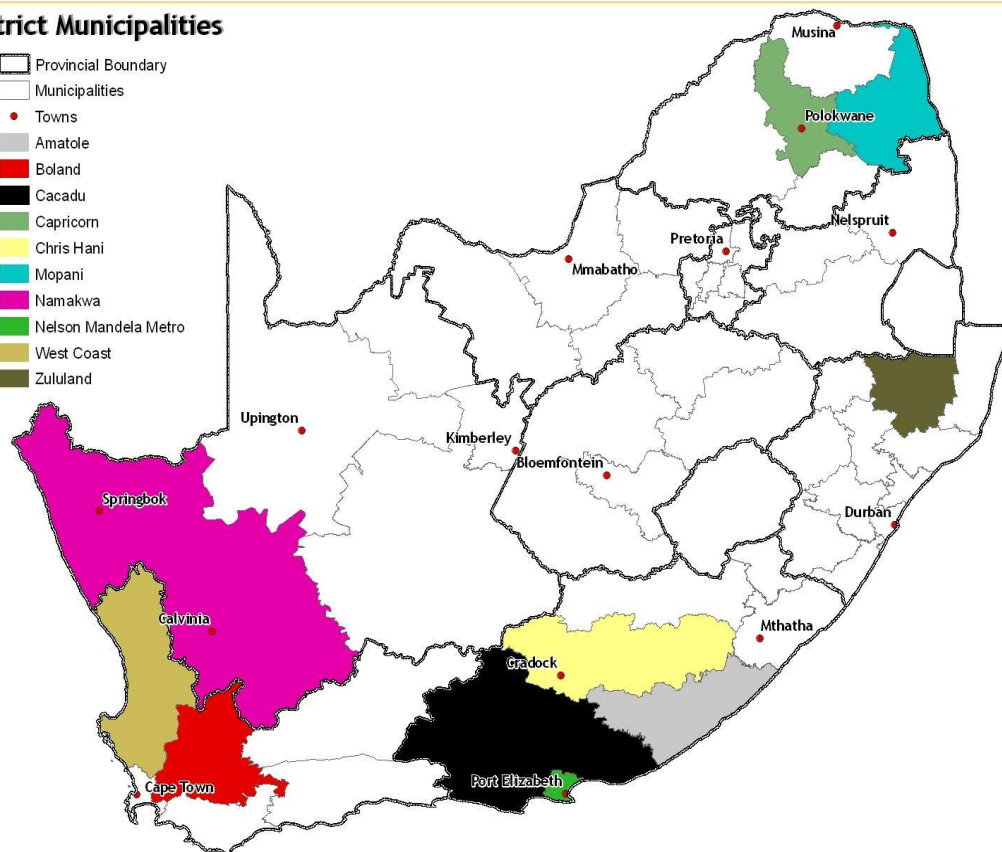 trict Municipalities
Provincial Boundary
Municipalities
Towns
Amatole
Boland
Cacadu
Capricorn
Chris Hani
Mopani
Namakwa
Nelson Mandela Metro
West Coast
Zululand
Musina
Polokwane
Nelspruit
Pretoria
Mmabatho
Upington
Kimberley
Bloemfontein
Springbok
Durban
Calvinia
Mthatha
Cradock
Port Elizabeth
Cape Town